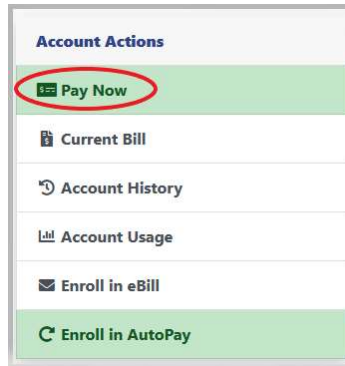 Account Actions
Pay Now
Current Bill
Account History
Account Usage
Enroll in eBill
Enroll in AutoPay